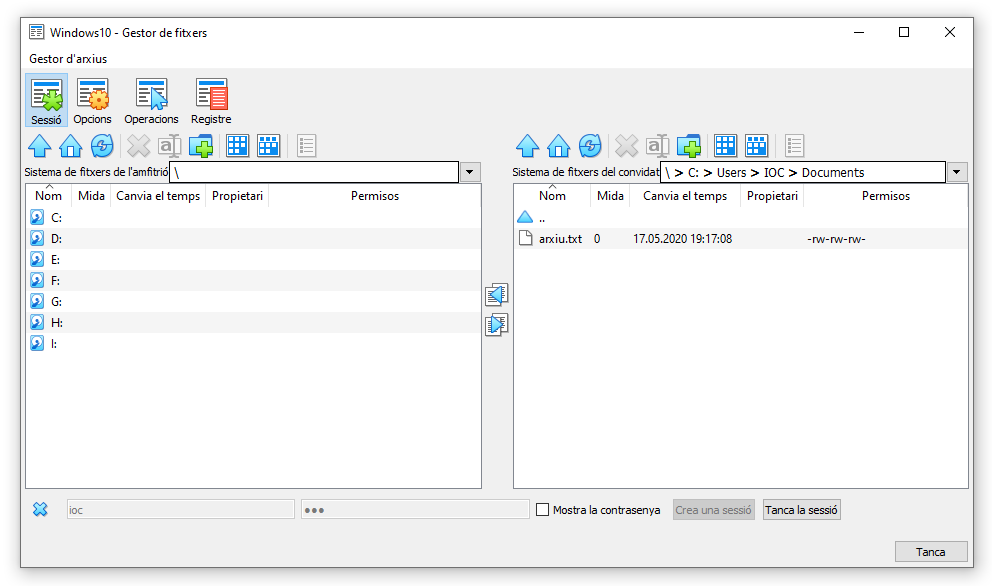 Windows10 - Gestor de fitxers
Gestor d'arxius
Sessió Opcions Operacions Registre
Sistema de fitxers de l'amfitrió \
Nom Mida Canvia el temps Propietari Permisos
C:
D:
E:
F:
G:
H:
I:
Sistema de fitxers del convidat \ > C: > Users > IOC > Documents
Nom Mida Canvia el temps Propietari Permisos
..
arxiu.txt 0 17.05.2020 19:17:08 -rw-rw-rw-
ioc ●●● Mostra la contrasenya Crea una sessió Tanca la sessió
Tanca